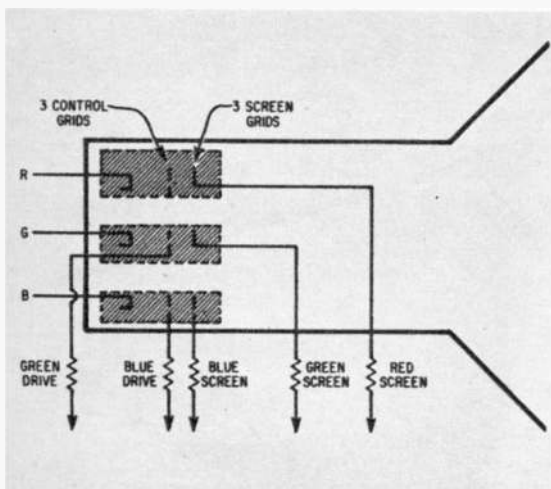 3 CONTROL
GRIDS
3 SCREEN
GRIDS
R
G
B
GREEN
DRIVE
BLUE
DRIVE
BLUE
SCREEN
GREEN
SCREEN
RED
SCREEN